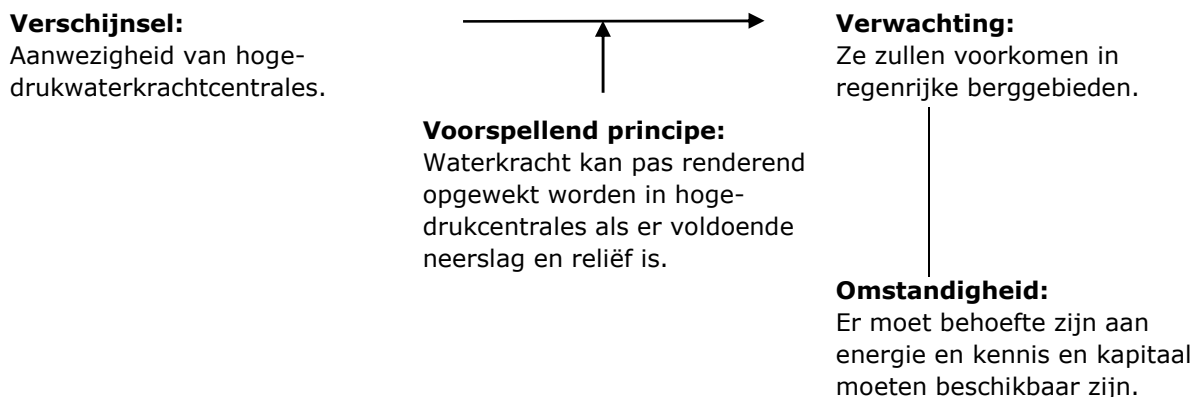 Verschijnsel:
Aanwezigheid van hoge-
drukwaterkrachtcentrales.
Verwachting:
Ze zullen voorkomen in
regenrijke berggebieden.
Voorspellend principe:
Waterkracht kan pas renderend
opgewekt worden in hoge-
drukcentrales als er voldoende
neerslag en reliëf is.
Omstandigheid:
Er moet behoefte zijn aan
energie en kennis en kapitaal
moeten beschikbaar zijn.